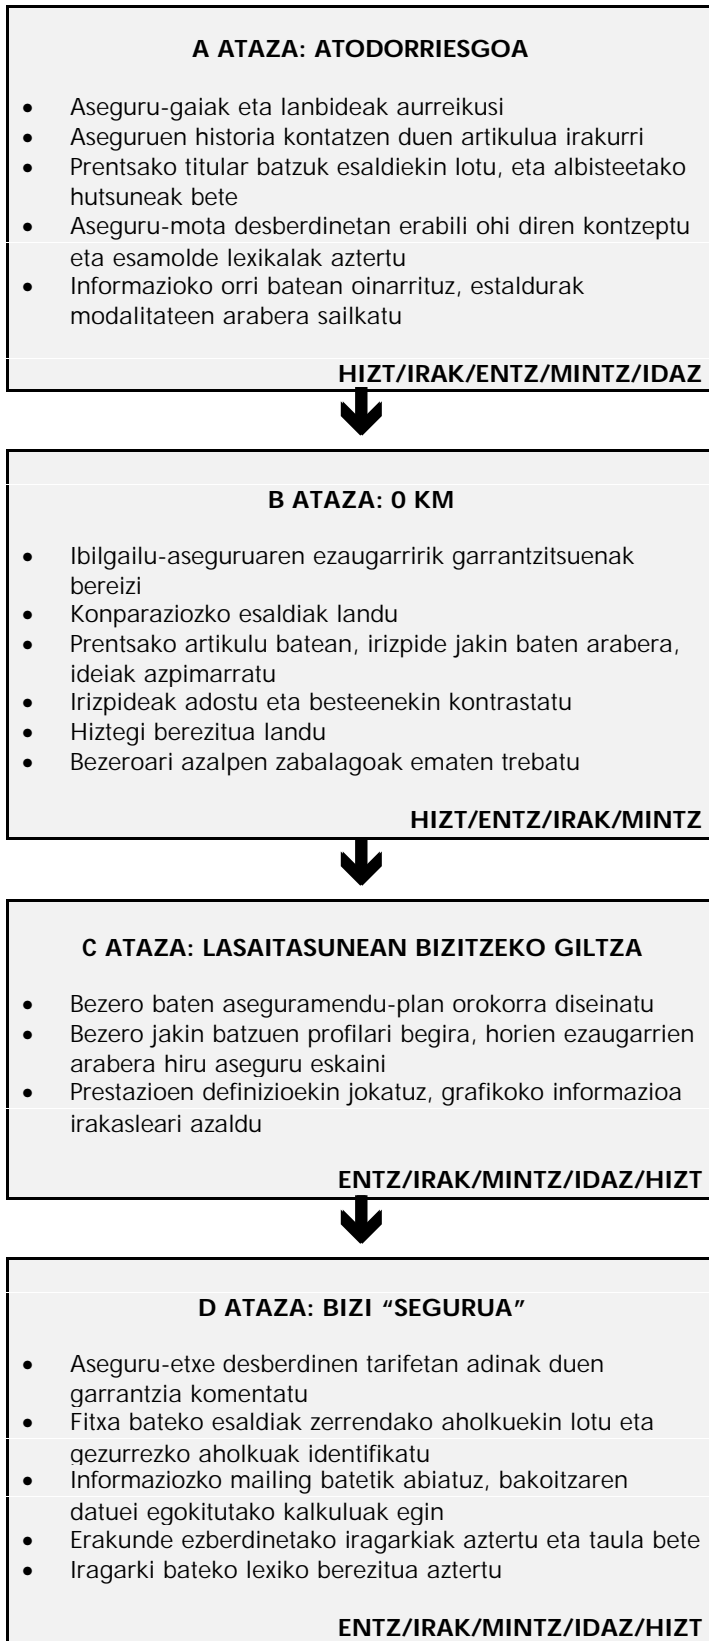 A ATAZA: ATODORRIESGOA
• Aseguru-gaiak eta lanbideak aurreikusi
• Aseguruen historia kontatzen duen artikulua irakurri
• Prentsako titular batzuk esaldiekin lotu, eta albisteetako
hutsuneak bete
• Aseguru-mota desberdinetan erabili ohi diren kontzeptu
eta esamolde lexikalak aztertu
• Informazioko orri batean oinarrituz, estaldurak
modalitateen arabera sailkatu
HIZT/IRAK/ENTZ/MINTZ/IDAZ
B ATAZA: 0 KM
• Ibilgailu-aseguruaren ezaugarririk garrantzitsuenak
bereizi
• Konparaziozko esaldiak landu
• Prentsako artikulu batean, irizpide jakin baten arabera,
ideiak azpimarratu
• Irizpideak adostu eta besteenekin kontrastatu
• Hiztegi berezitua landu
• Bezeroari azalpen zabalagoak ematen trebatu
HIZT/ENTZ/IRAK/MINTZ
C ATAZA: LASAITASUNEAN BIZITZEKO GILTZA
• Bezero baten aseguramendu-plan orokorra diseinatu
• Bezero jakin batzuen profilari begira, horien ezaugarrien
arabera hiru aseguru eskaini
• Prestazioen definizioekin jokatuz, grafikoko informazioa
irakasleari azaldu
ENTZ/IRAK/MINTZ/IDAZ/HIZT
D ATAZA: BIZI “SEGURUA”
• Aseguru-etxe desberdinen tarifetan adinak duen
garrantzia komentatu
• Fitxa bateko esaldiak zerrendako aholkuekin lotu eta
gezurrezko aholkuak identifikatu
• Informaziozko mailing batetik abiatuz, bakoitzaren
datuei egokitutako kalkuluak egin
• Erakunde ezberdinetako iragarkiak aztertu eta taula bete
• Iragarki bateko lexiko berezitua aztertu
ENTZ/IRAK/MINTZ/IDAZ/HIZT